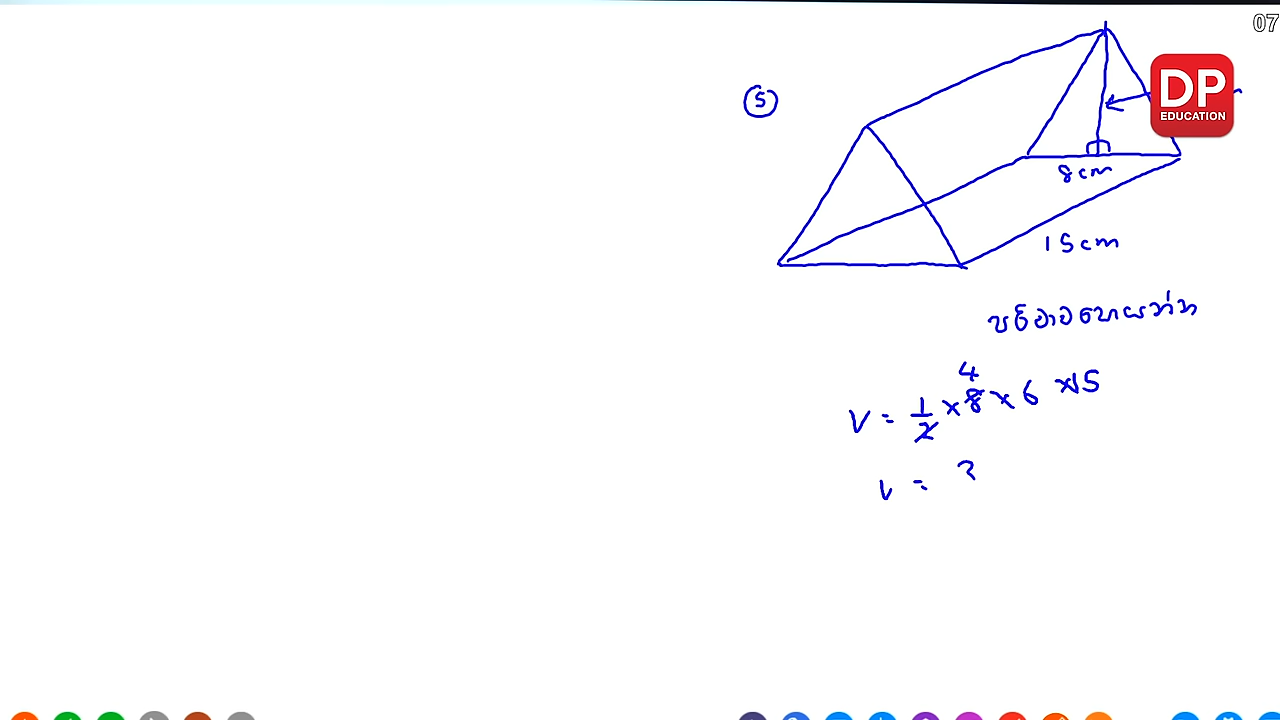 07
⑤
DP
EDUCATION
8cm
15cm
පරිමාව සොයන්න
4
V = 1/2 × 8 × 6 × 15
V = 3